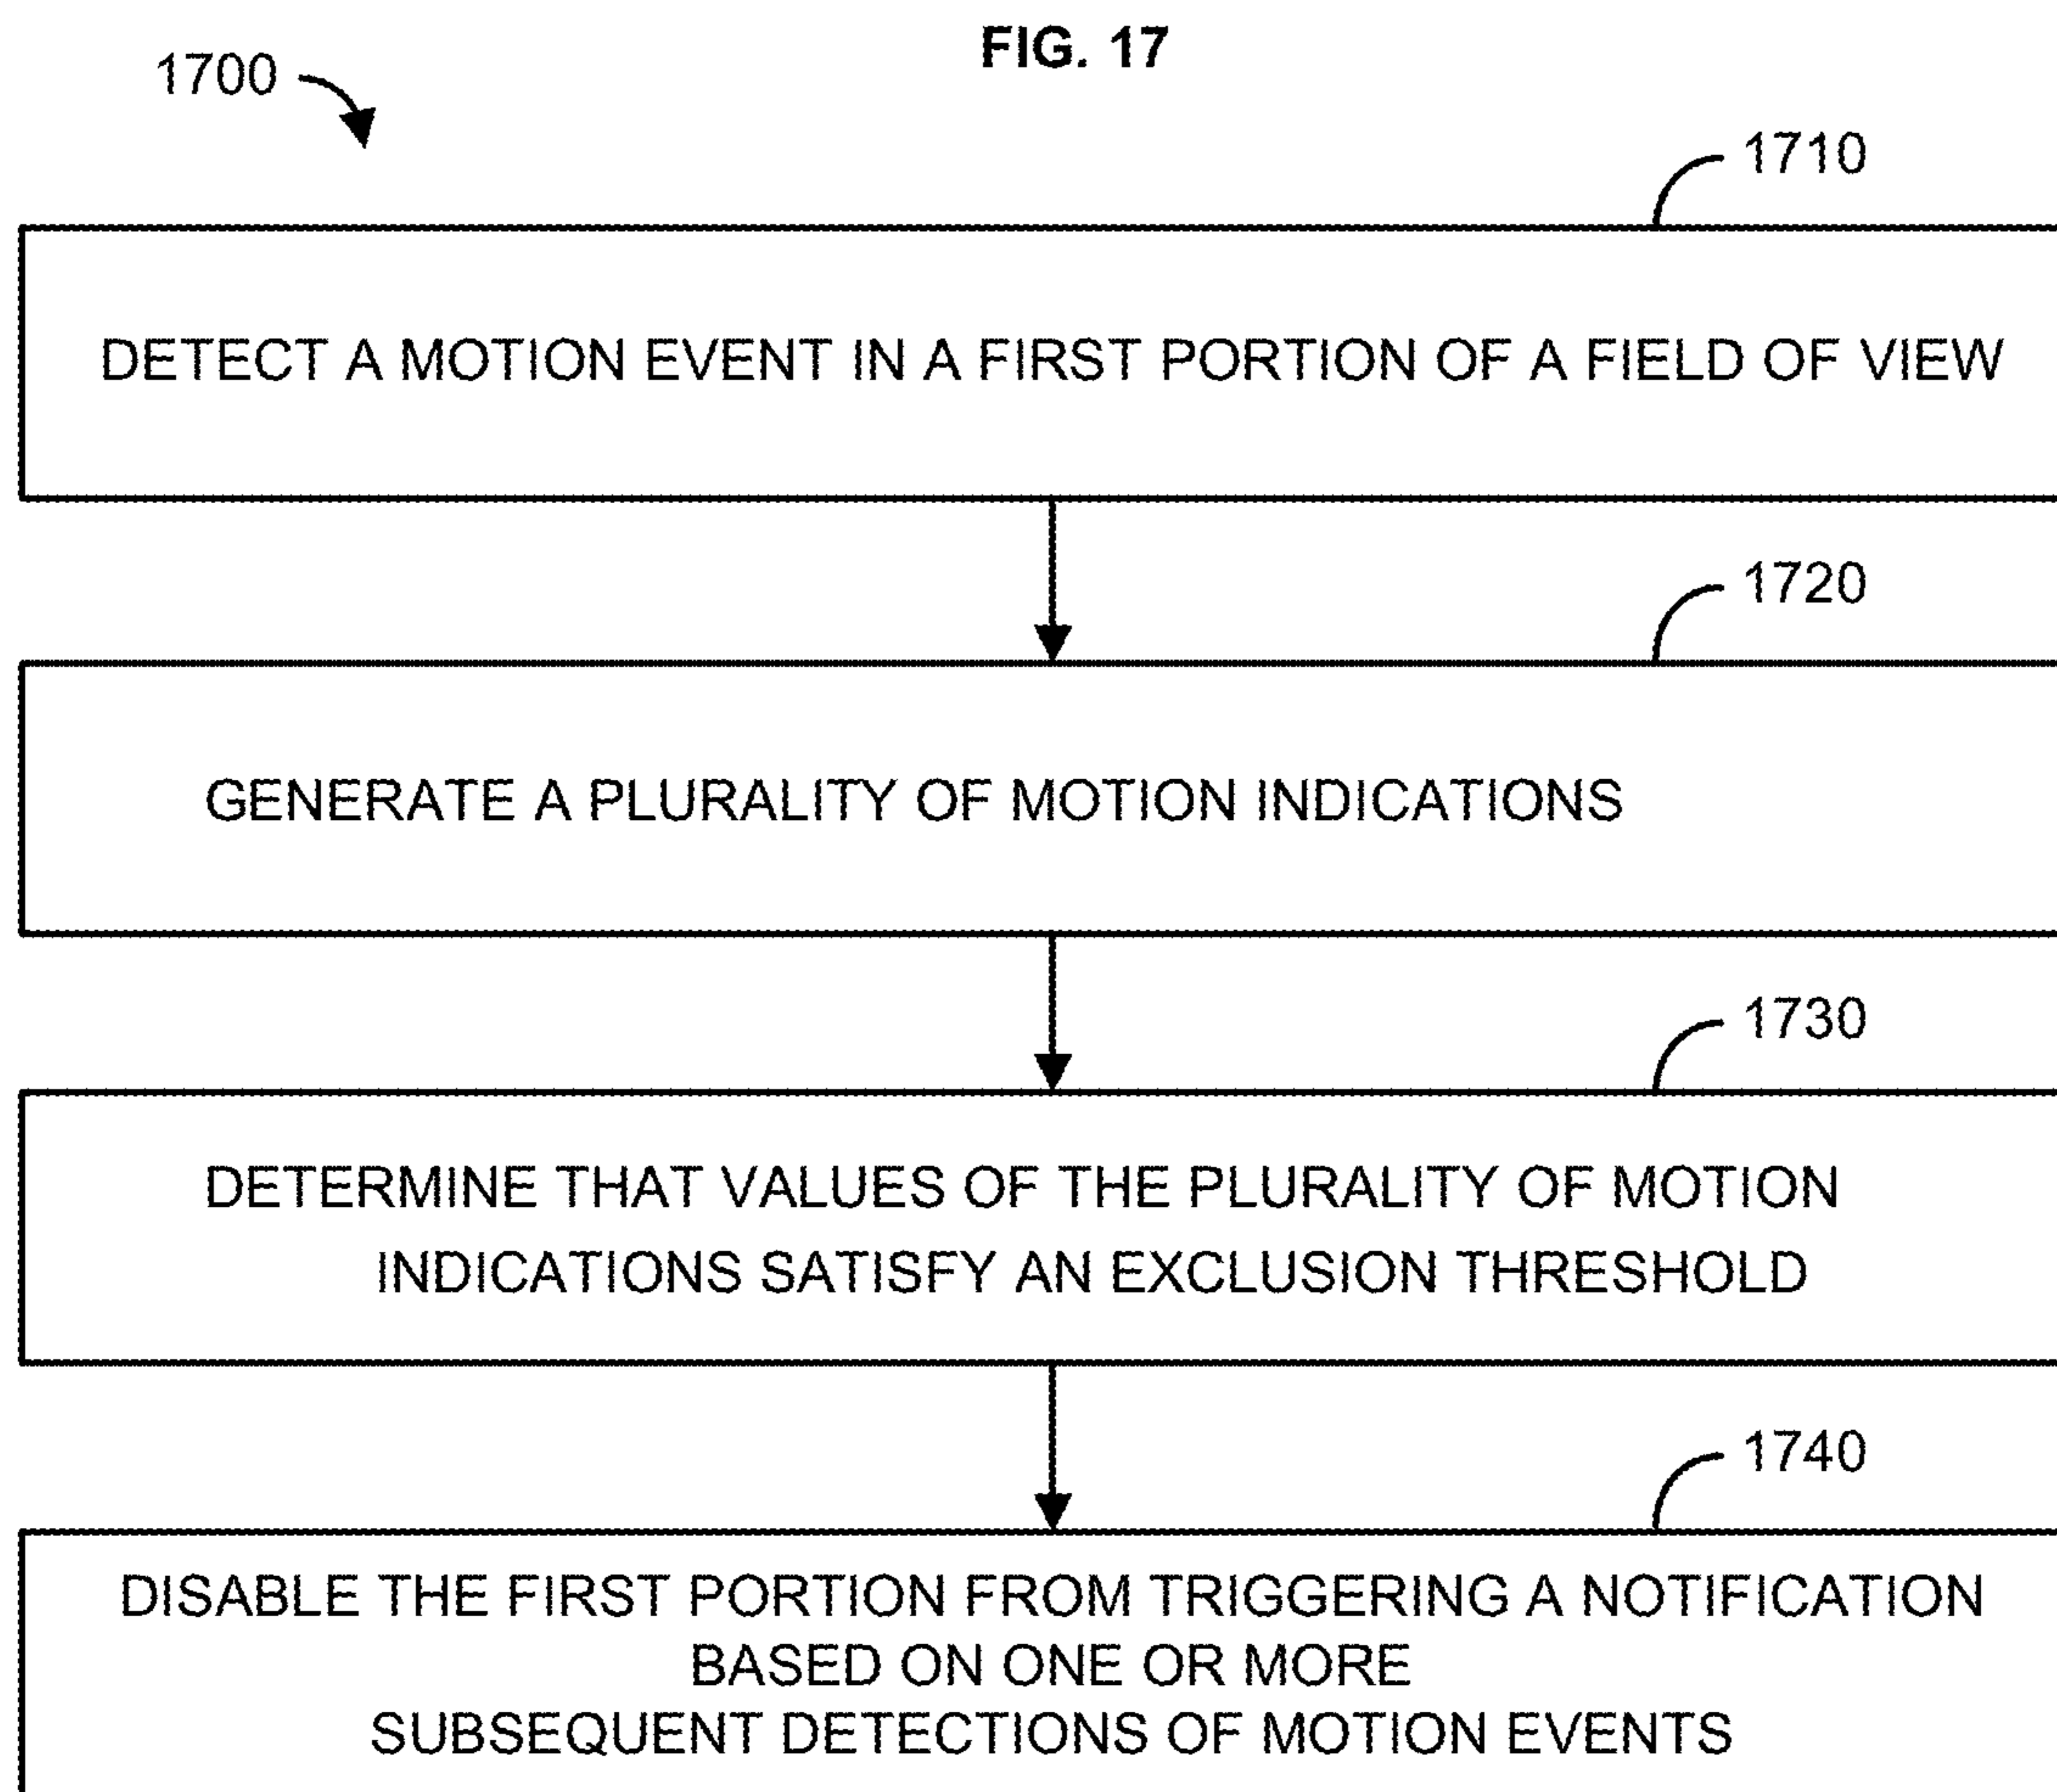 FIG. 17
1700
1710
DETECT A MOTION EVENT IN A FIRST PORTION OF A FIELD OF VIEW
1720
GENERATE A PLURALITY OF MOTION INDICATIONS
1730
DETERMINE THAT VALUES OF THE PLURALITY OF MOTION
INDICATIONS SATISFY AN EXCLUSION THRESHOLD
1740
DISABLE THE FIRST PORTION FROM TRIGGERING A NOTIFICATION
BASED ON ONE OR MORE
SUBSEQUENT DETECTIONS OF MOTION EVENTS